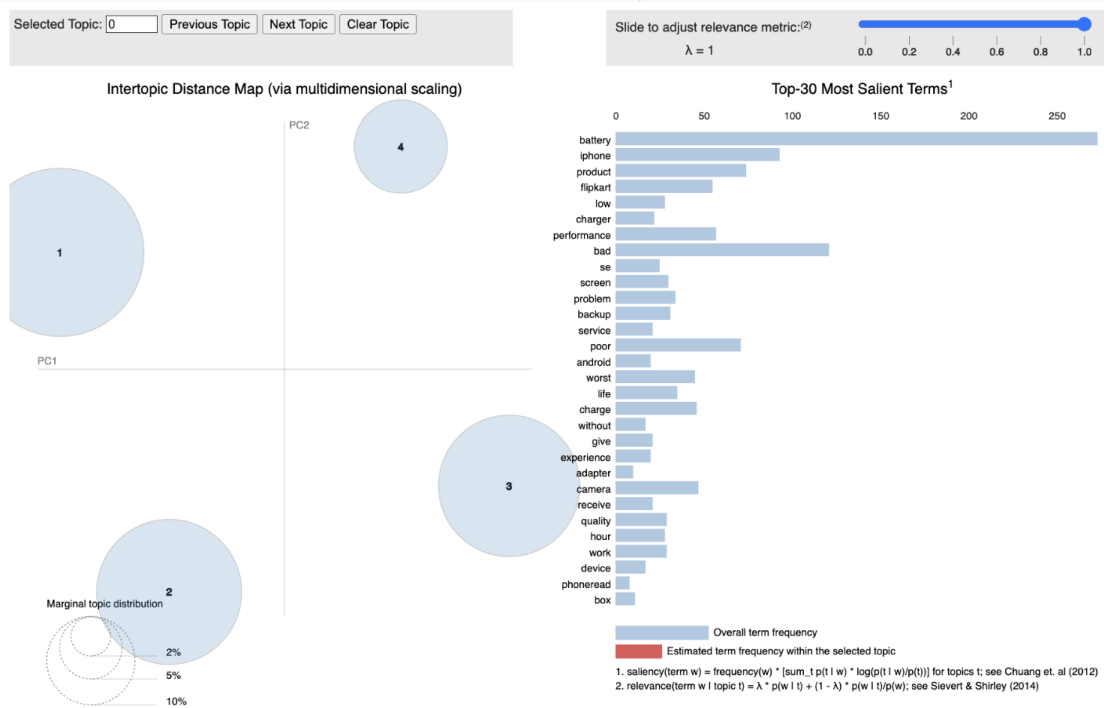 Selected Topic: 0 Previous Topic Next Topic Clear Topic
Slide to adjust relevance metric:(2)
λ = 1
0.0 0.2 0.4 0.6 0.8 1.0
Intertopic Distance Map (via multidimensional scaling)
PC2
PC1
1
2
3
4
Marginal topic distribution
2%
5%
10%
Top-30 Most Salient Terms1
0 50 100 150 200 250
battery
iphone
product
flipkart
low
charger
performance
bad
se
screen
problem
backup
service
poor
android
worst
life
charge
without
give
experience
adapter
camera
receive
quality
hour
work
device
phoneread
box
Overall term frequency
Estimated term frequency within the selected topic
1. saliency(term w) = frequency(w) * [sum_t p(t | w) * log(p(t | w)/p(t))] for topics t; see Chuang et. al (2012)
2. relevance(term w | topic t) = λ * p(w | t) + (1 - λ) * p(w | t)/p(w); see Sievert & Shirley (2014)